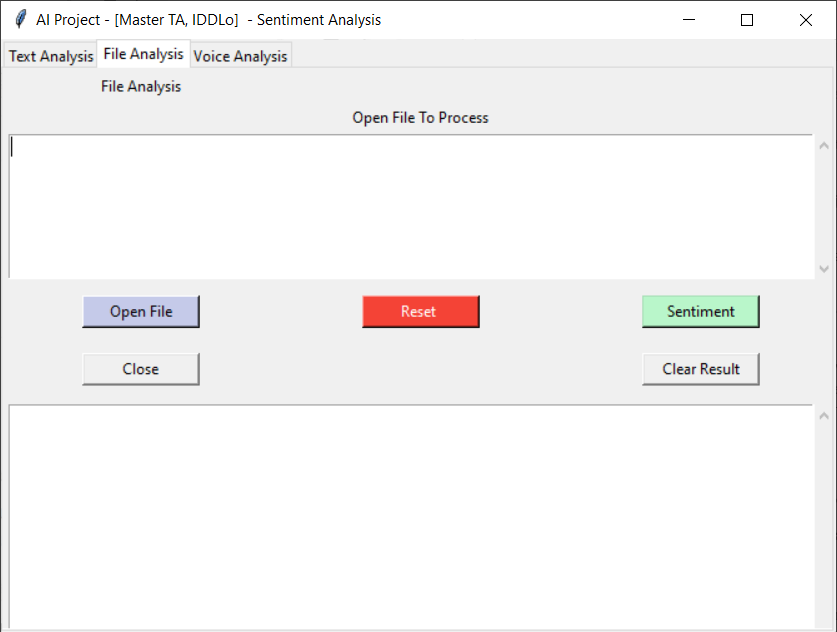 AI Project - [Master TA, IDDLo]  - Sentiment Analysis
Text Analysis File Analysis Voice Analysis
File Analysis
Open File To Process
Open File Reset Sentiment
Close Clear Result